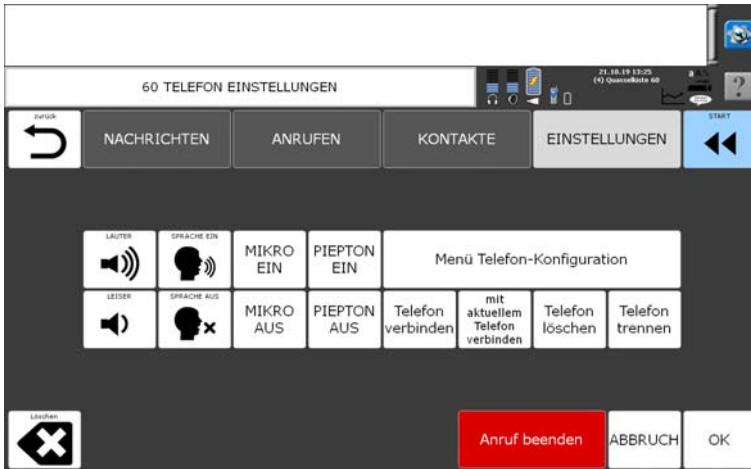 60 TELEFON EINSTELLUNGEN
21.10.19 13:25
(4) Quasselkiste 60
?
zurück
NACHRICHTEN
ANRUFEN
KONTAKTE
EINSTELLUNGEN
START
LAUTER
SPRACHE EIN
MIKRO
EIN
PIEPTON
EIN
Menü Telefon-Konfiguration
LEISER
SPRACHE AUS
MIKRO
AUS
PIEPTON
AUS
Telefon
verbinden
mit
aktuellem
Telefon
verbinden
Telefon
löschen
Telefon
trennen
Löschen
Anruf beenden
ABBRUCH
OK